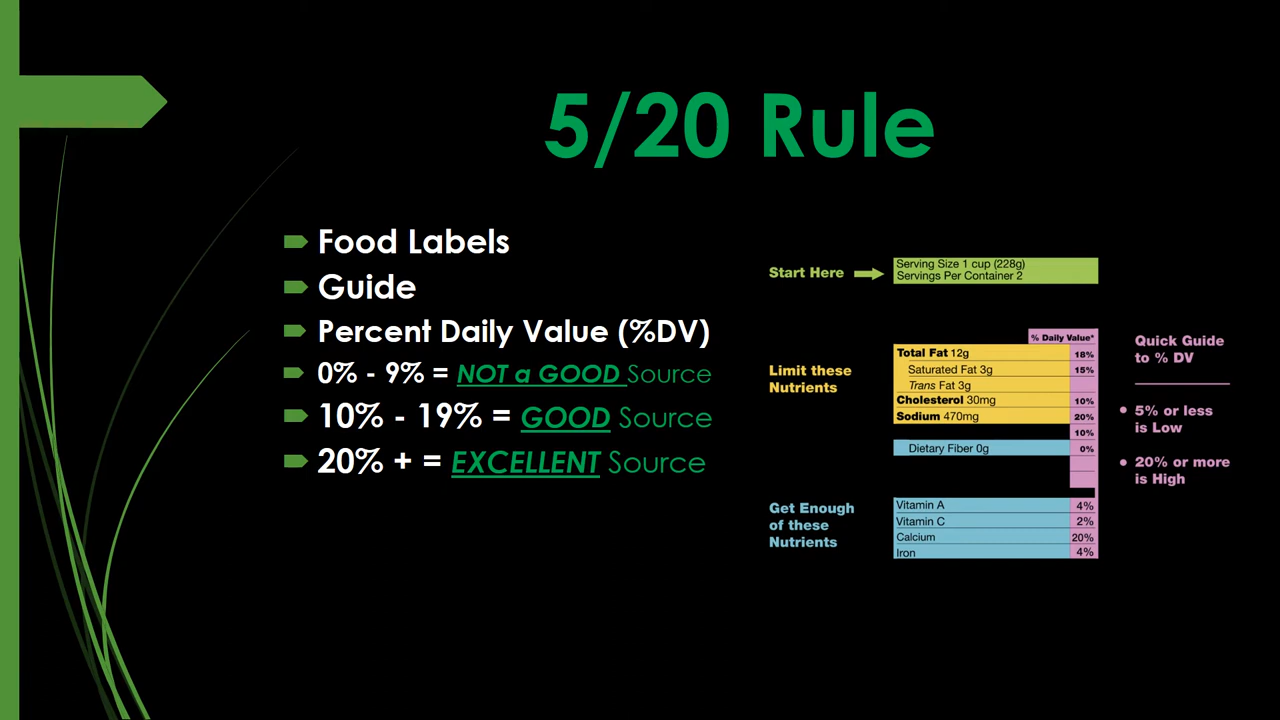 5/20 Rule
Food Labels
Guide
Percent Daily Value (%DV)
0% - 9% = NOT a GOOD Source
10% - 19% = GOOD Source
20% + = EXCELLENT Source
Start Here
Serving Size 1 cup (228g)
Servings Per Container 2
% Daily Value*
Limit these
Nutrients
Total Fat 12g 18%
Saturated Fat 3g 15%
Trans Fat 3g
Cholesterol 30mg 10%
Sodium 470mg 20%
10%
Dietary Fiber 0g 0%
Get Enough
of these
Nutrients
Vitamin A 4%
Vitamin C 2%
Calcium 20%
Iron 4%
Quick Guide
to % DV
• 5% or less
is Low
• 20% or more
is High